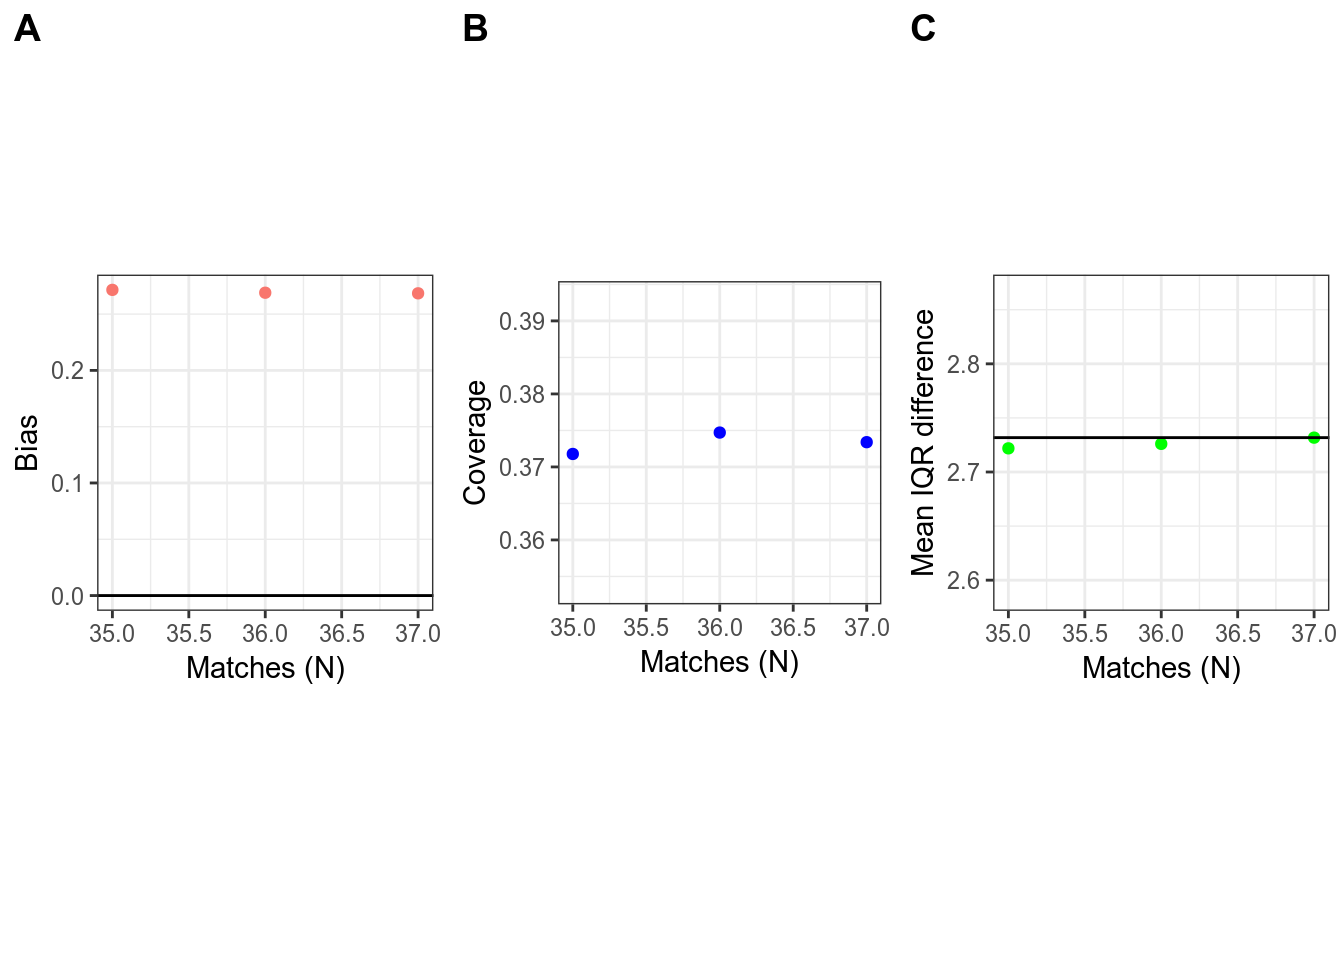 A
B
C
Bias
0.2
0.1
0.0
35.0 35.5 36.0 36.5 37.0
Matches (N)
Coverage
0.39
0.38
0.37
0.36
35.0 35.5 36.0 36.5 37.0
Matches (N)
Mean IQR difference
2.8
2.7
2.6
35.0 35.5 36.0 36.5 37.0
Matches (N)